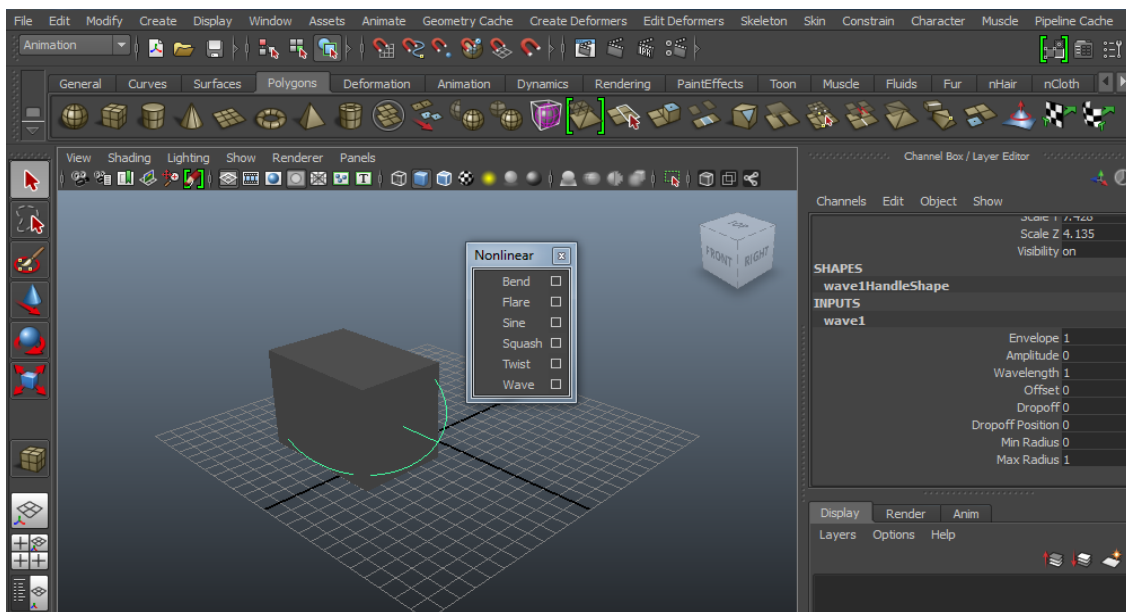 File Edit Modify Create Display Window Assets Animate Geometry Cache Create Deformers Edit Deformers Skeleton Skin Constrain Character Muscle Pipeline Cache
Animation
General Curves Surfaces Polygons Deformation Animation Dynamics Rendering PaintEffects Toon Muscle Fluids Fur nHair nCloth
View Shading Lighting Show Renderer Panels
Channel Box / Layer Editor
Channels Edit Object Show
Scale Y 7.428
Scale Z 4.135
Visibility on
SHAPES
wave1HandleShape
INPUTS
wave1
Envelope 1
Amplitude 0
Wavelength 1
Offset 0
Dropoff 0
Dropoff Position 0
Min Radius 0
Max Radius 1
TOP
FRONT RIGHT
Nonlinear
Bend
Flare
Sine
Squash
Twist
Wave
Display Render Anim
Layers Options Help